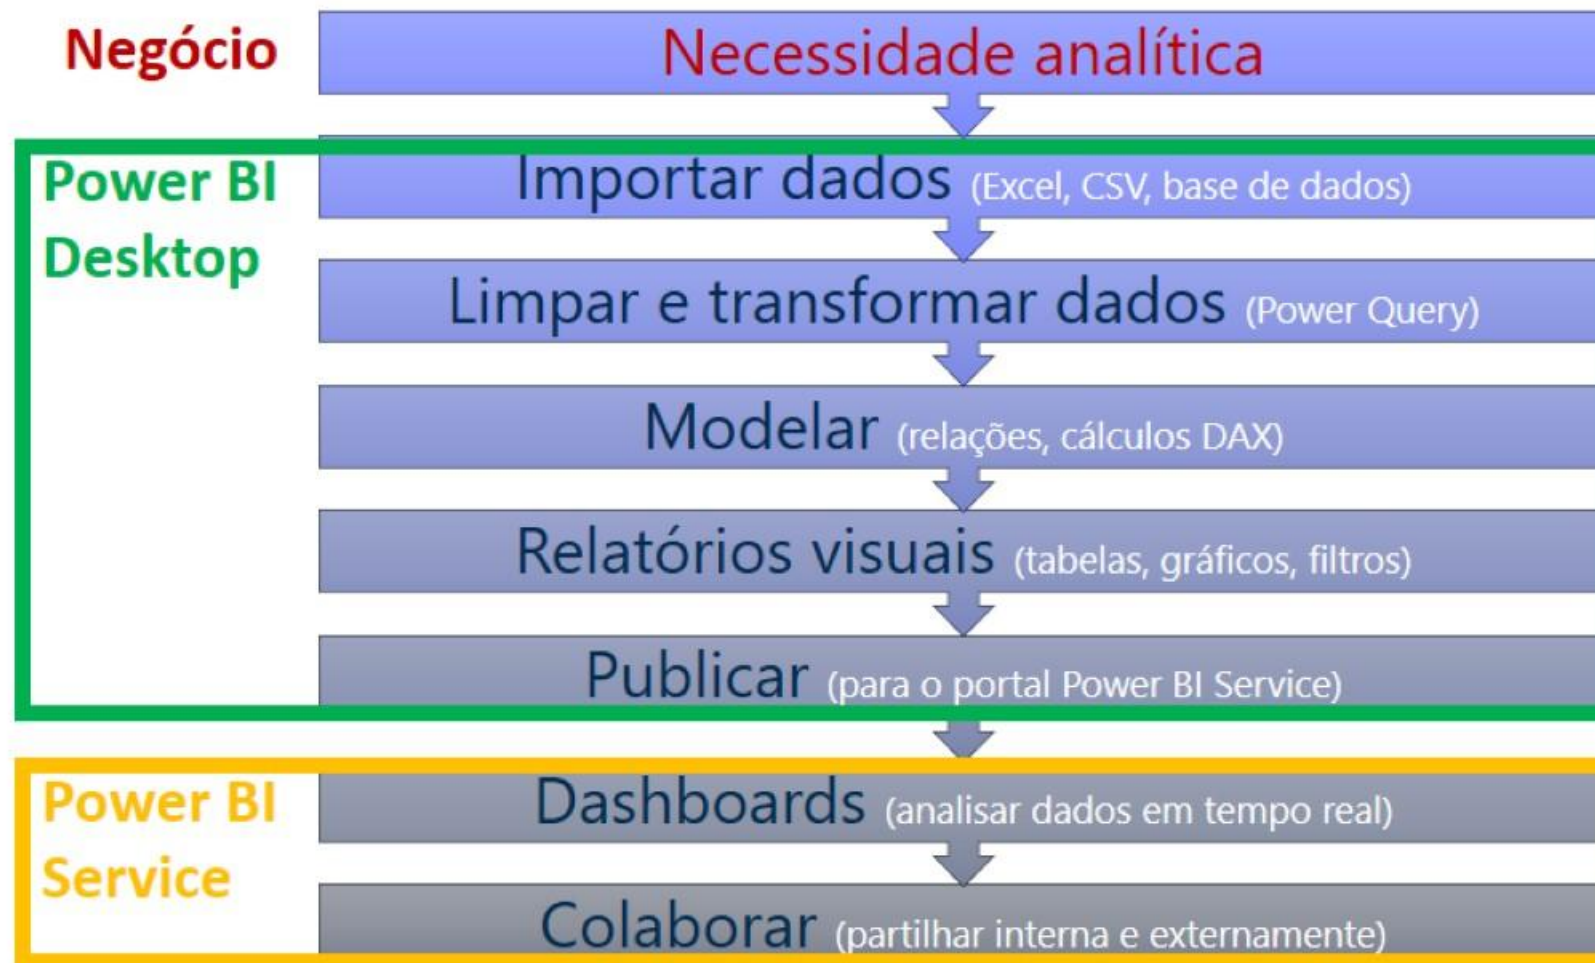 Negócio
Necessidade analítica
Power BI
Desktop
Importar dados (Excel, CSV, base de dados)
Limpar e transformar dados (Power Query)
Modelar (relações, cálculos DAX)
Relatórios visuais (tabelas, gráficos, filtros)
Publicar (para o portal Power BI Service)
Power BI
Service
Dashboards (analisar dados em tempo real)
Colaborar (partilhar interna e externamente)